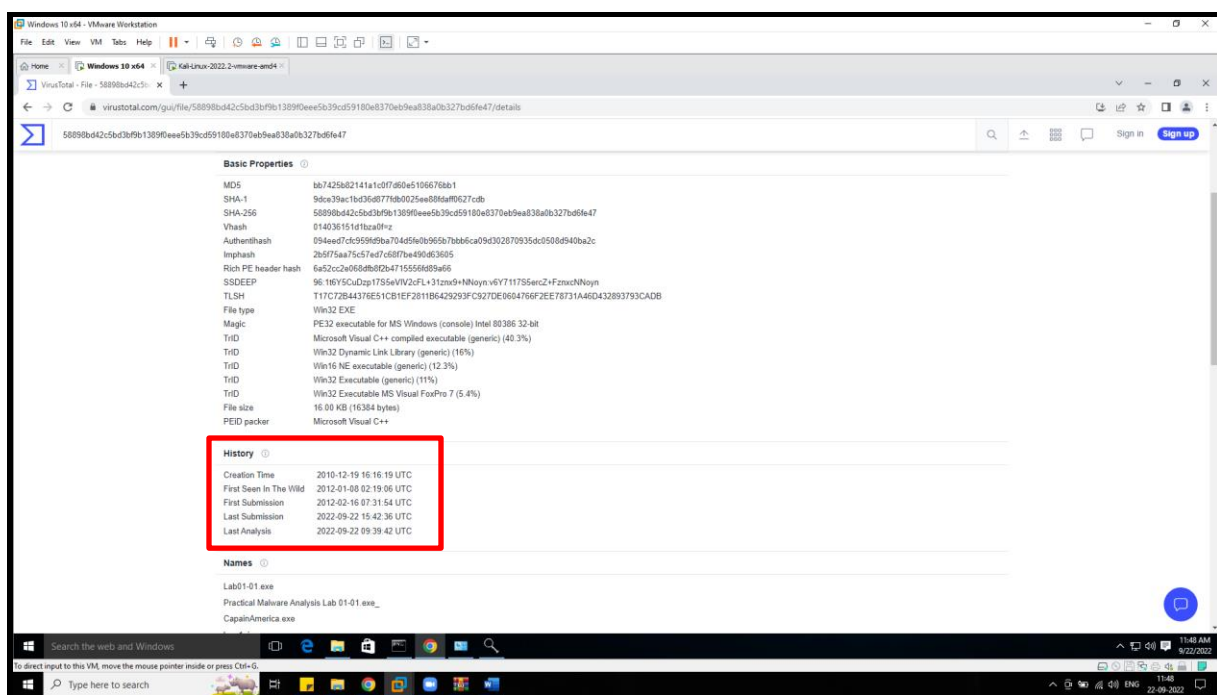 Windows 10 x64 - VMware Workstation
File Edit View VM Tabs Help
Home Windows 10 x64 Kali-Linux-2022.2-vmware-amd4
VirusTotal - File - 58898bd42c5b
virustotal.com/gui/file/58898bd42c5bd3bf9b1389f0eee5b39cd59180e8370eb9ea838a0b327bd6fe47/details
58898bd42c5bd3bf9b1389f0eee5b39cd59180e8370eb9ea838a0b327bd6fe47 Sign in Sign up
Basic Properties
MD5 bb7425b82141a1c0f7d60e5106676bb1
SHA-1 9dce39ac1bd36d877fdb0025ee88fdaff0627cdb
SHA-256 58898bd42c5bd3bf9b1389f0eee5b39cd59180e8370eb9ea838a0b327bd6fe47
Vhash 014036151d1bza0f=z
Authentihash 094eed7cfc959fd9ba704d5fe0b965b7bbb6ca09d302870935dc0508d940ba2c
Imphash 2b5f75aa75c57ed7c68f7be490d63605
Rich PE header hash 6a52cc2e068dfb8f2b4715556fd89a66
SSDEEP 96:1t6Y5CuDzp17S5eVlV2cFL+31znx9+NNoyn:v6Y7117S5ercZ+FznxcNNoyn
TLSH T17C72B44376E51CB1EF2811B6429293FC927DE0604766F2EE78731A46D432893793CADB
File type Win32 EXE
Magic PE32 executable for MS Windows (console) Intel 80386 32-bit
TrID Microsoft Visual C++ compiled executable (generic) (40.3%)
TrID Win32 Dynamic Link Library (generic) (16%)
TrID Win16 NE executable (generic) (12.3%)
TrID Win32 Executable (generic) (11%)
TrID Win32 Executable MS Visual FoxPro 7 (5.4%)
File size 16.00 KB (16384 bytes)
PEiD packer Microsoft Visual C++
History
Creation Time 2010-12-19 16:16:19 UTC
First Seen In The Wild 2012-01-08 02:19:06 UTC
First Submission 2012-02-16 07:31:54 UTC
Last Submission 2022-09-22 15:42:36 UTC
Last Analysis 2022-09-22 09:39:42 UTC
Names
Lab01-01.exe
Practical Malware Analysis Lab 01-01.exe_
CapainAmerica.exe
Search the web and Windows 11:48 AM
9/22/2022
To direct input to this VM, move the mouse pointer inside or press Ctrl+G.
Type here to search ENG 11:48
22-09-2022